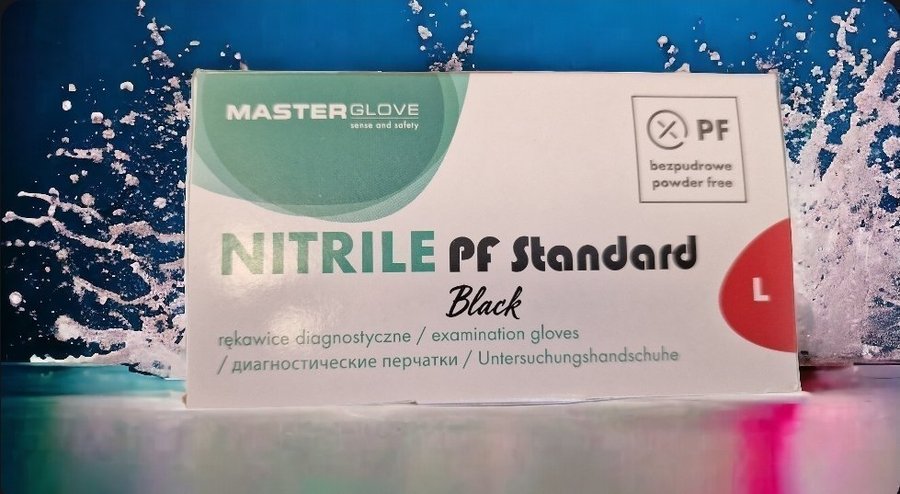 MASTERGLOVE
sense and safety
PF
bezpudrowe
powder free
NITRILE PF Standard
Black
L
rękawice diagnostyczne / examination gloves
/ диагностические перчатки / Untersuchungshandschuhe